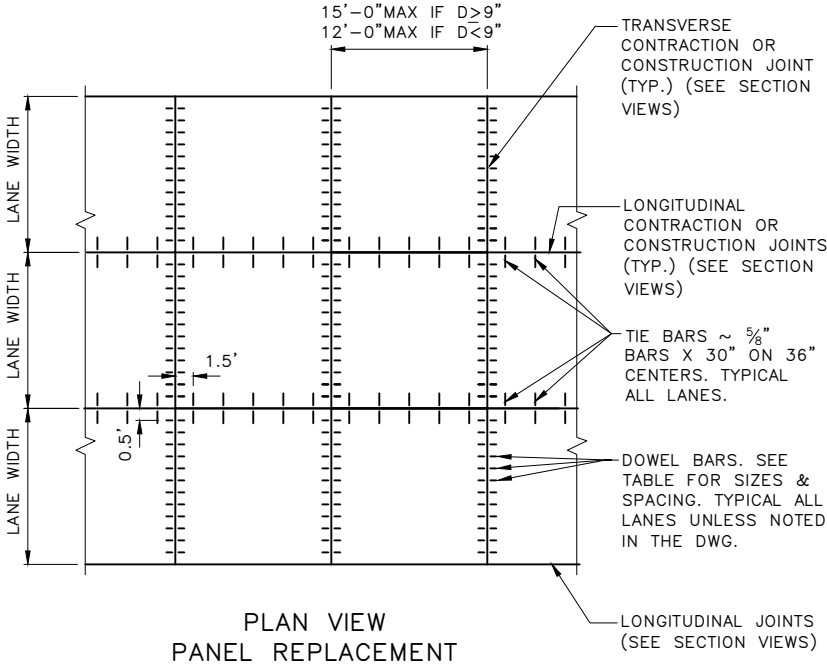 15'-0"MAX IF D≥9"
12'-0"MAX IF D<9"
TRANSVERSE
CONTRACTION OR
CONSTRUCTION JOINT
(TYP.) (SEE SECTION
VIEWS)
LANE WIDTH
LONGITUDINAL
CONTRACTION OR
CONSTRUCTION JOINTS
(TYP.) (SEE SECTION
VIEWS)
LANE WIDTH
TIE BARS ~ ⅝"
BARS X 30" ON 36"
CENTERS. TYPICAL
ALL LANES.
1.5'
0.5'
LANE WIDTH
DOWEL BARS. SEE
TABLE FOR SIZES &
SPACING. TYPICAL ALL
LANES UNLESS NOTED
IN THE DWG.
LONGITUDINAL JOINTS
(SEE SECTION VIEWS)
PLAN VIEW
PANEL REPLACEMENT